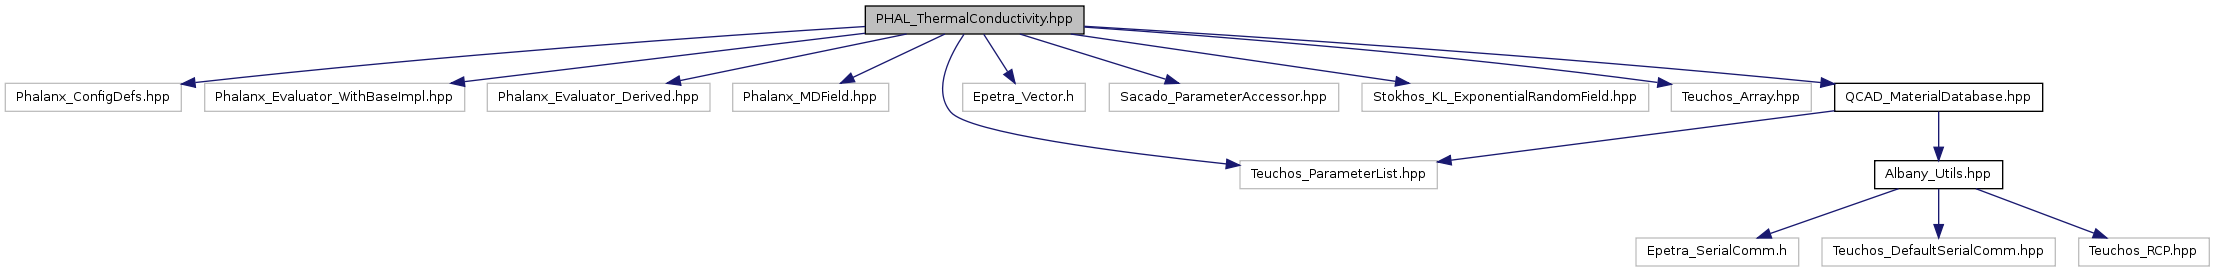 PHAL_ThermalConductivity.hpp
Phalanx_ConfigDefs.hpp
Phalanx_Evaluator_WithBaseImpl.hpp
Phalanx_Evaluator_Derived.hpp
Phalanx_MDField.hpp
Epetra_Vector.h
Sacado_ParameterAccessor.hpp
Stokhos_KL_ExponentialRandomField.hpp
Teuchos_Array.hpp
QCAD_MaterialDatabase.hpp
Teuchos_ParameterList.hpp
Albany_Utils.hpp
Epetra_SerialComm.h
Teuchos_DefaultSerialComm.hpp
Teuchos_RCP.hpp